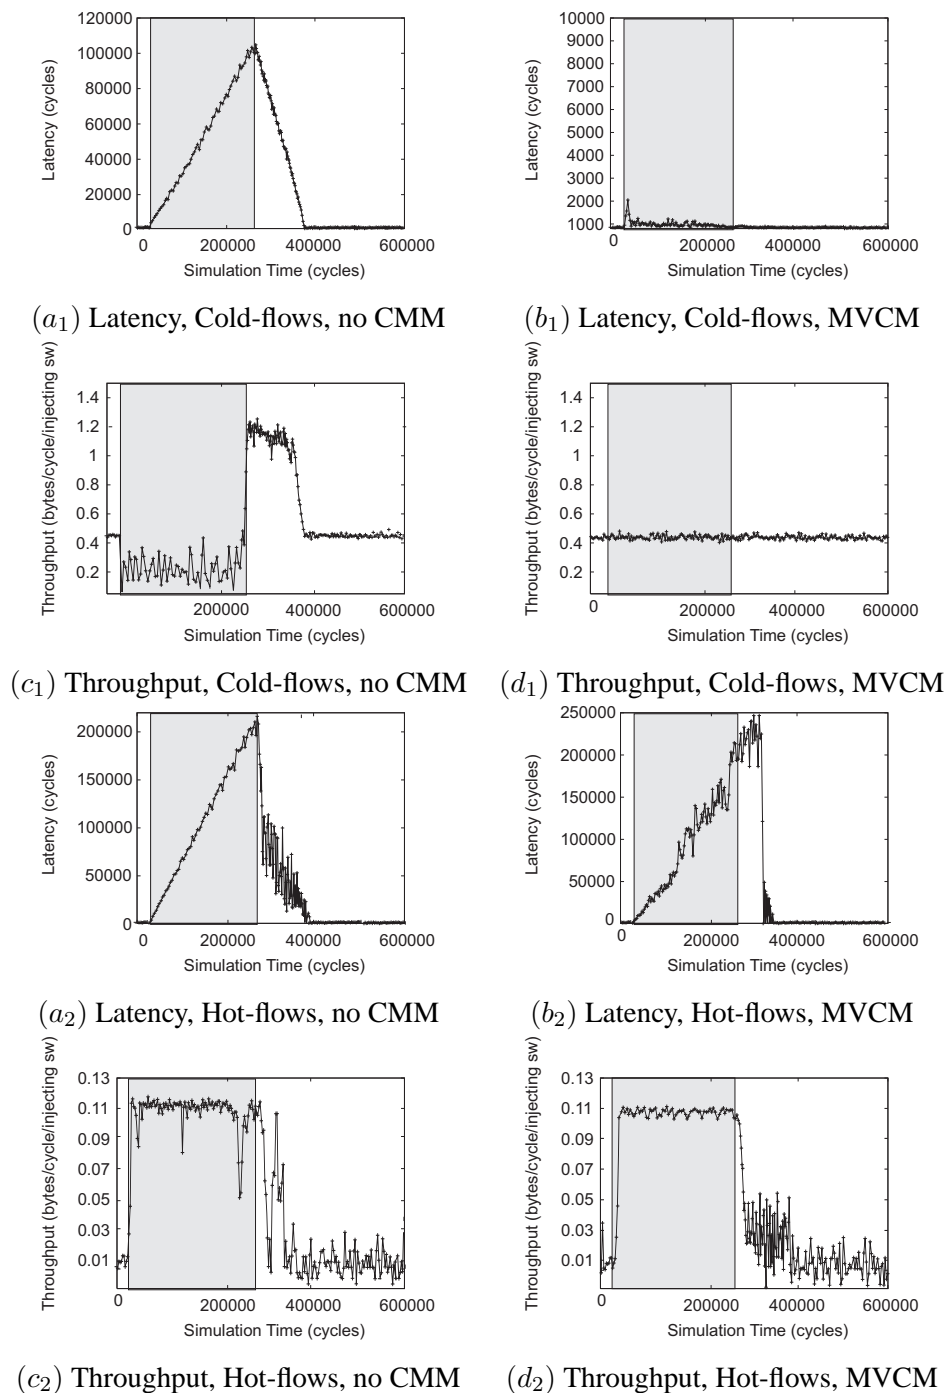 120000
100000
80000
60000
40000
20000
0
Latency (cycles)
0 200000 400000 600000
Simulation Time (cycles)
(a1) Latency, Cold-flows, no CMM
10000
9000
8000
7000
6000
5000
4000
3000
2000
1000
Latency (cycles)
0 200000 400000 600000
Simulation Time (cycles)
(b1) Latency, Cold-flows, MVCM
1.4
1.2
1
0.8
0.6
0.4
0.2
Throughput (bytes/cycle/injecting sw)
200000 400000 600000
Simulation Time (cycles)
(c1) Throughput, Cold-flows, no CMM
1.4
1.2
1
0.8
0.6
0.4
0.2
Throughput (bytes/cycle/injecting sw)
0 200000 400000 600000
Simulation Time (cycles)
(d1) Throughput, Cold-flows, MVCM
200000
150000
100000
50000
0
Latency (cycles)
0 200000 400000 600000
Simulation Time (cycles)
(a2) Latency, Hot-flows, no CMM
250000
200000
150000
100000
50000
0
Latency (cycles)
0 200000 400000 600000
Simulation Time (cycles)
(b2) Latency, Hot-flows, MVCM
0.13
0.11
0.09
0.07
0.05
0.03
0.01
Throughput (bytes/cycle/injecting sw)
0 200000 400000 600000
Simulation Time (cycles)
(c2) Throughput, Hot-flows, no CMM
0.13
0.11
0.09
0.07
0.05
0.03
0.01
Throughput (bytes/cycle/injecting sw)
0 200000 400000 600000
Simulation Time (cycles)
(d2) Throughput, Hot-flows, MVCM